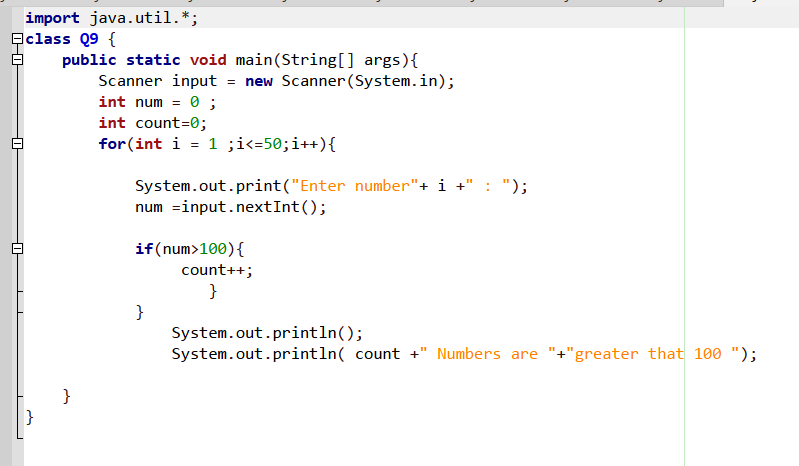 import java.util.*;
class Q9 {
public static void main(String[] args){
Scanner input = new Scanner(System.in);
int num = 0 ;
int count=0;
for(int i = 1 ;i<=50;i++){
System.out.print("Enter number"+ i +" : ");
num =input.nextInt();
if(num>100){
count++;
}
}
System.out.println();
System.out.println( count +" Numbers are "+"greater that 100 ");
}
}